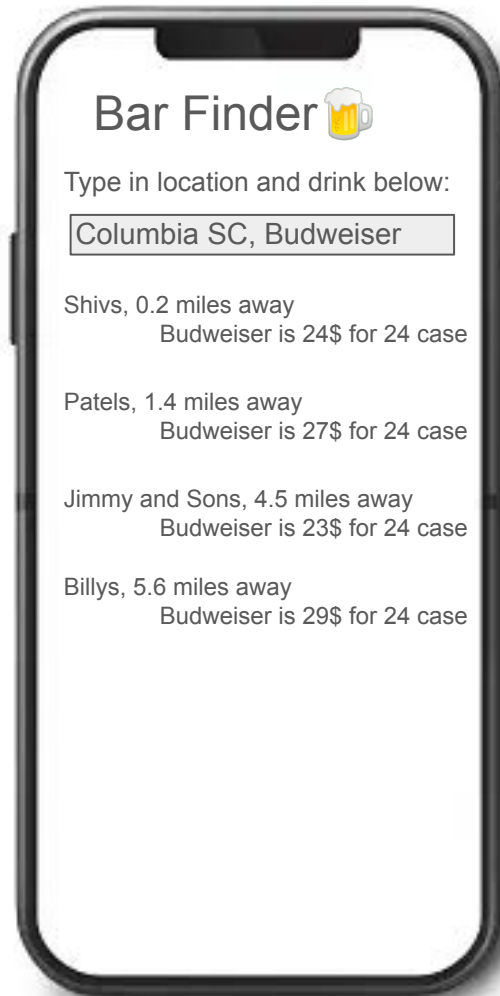 Bar Finder🍺
Type in location and drink below:
Columbia SC, Budweiser
Shivs, 0.2 miles away
Budweiser is 24$ for 24 case
Patels, 1.4 miles away
Budweiser is 27$ for 24 case
Jimmy and Sons, 4.5 miles away
Budweiser is 23$ for 24 case
Billys, 5.6 miles away
Budweiser is 29$ for 24 case